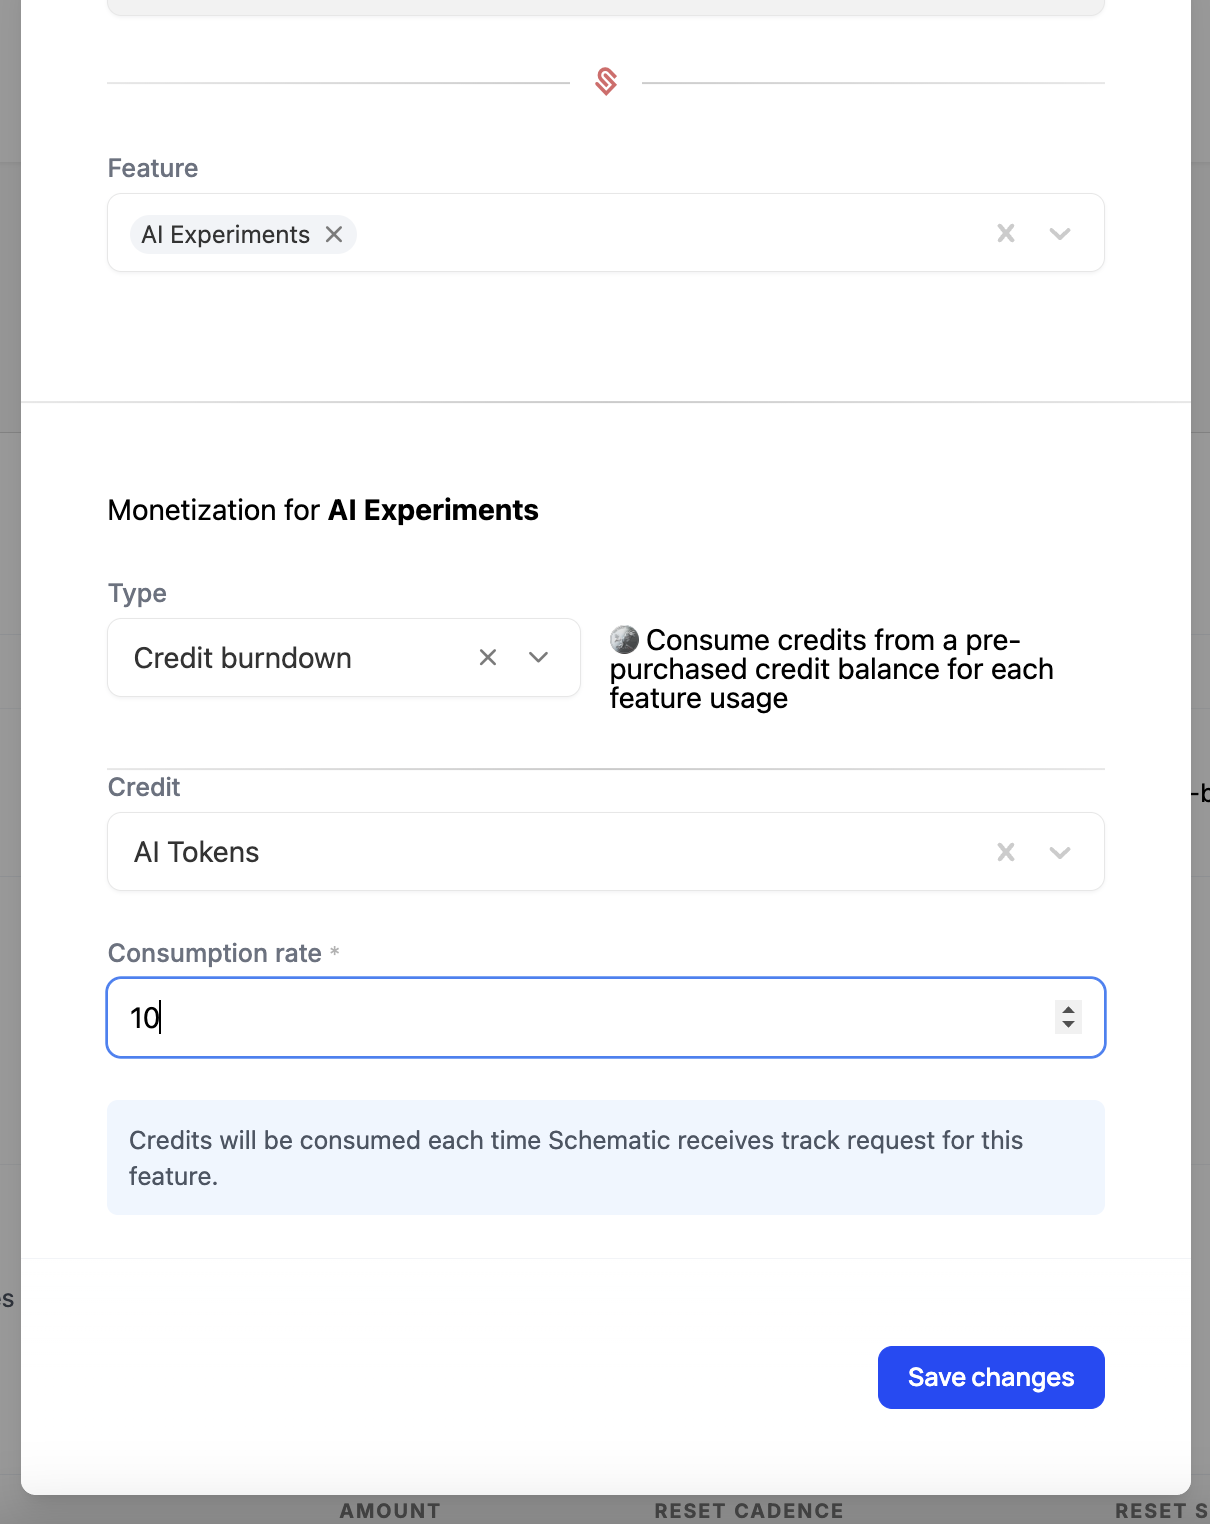 Feature
AI Experiments
Monetization for AI Experiments
Type
Credit burndown
Consume credits from a pre-
purchased credit balance for each
feature usage
-b
Credit
AI Tokens
Consumption rate *
10
Credits will be consumed each time Schematic receives track request for this
feature.
es
Save changes
AMOUNT RESET CADENCE RESET S